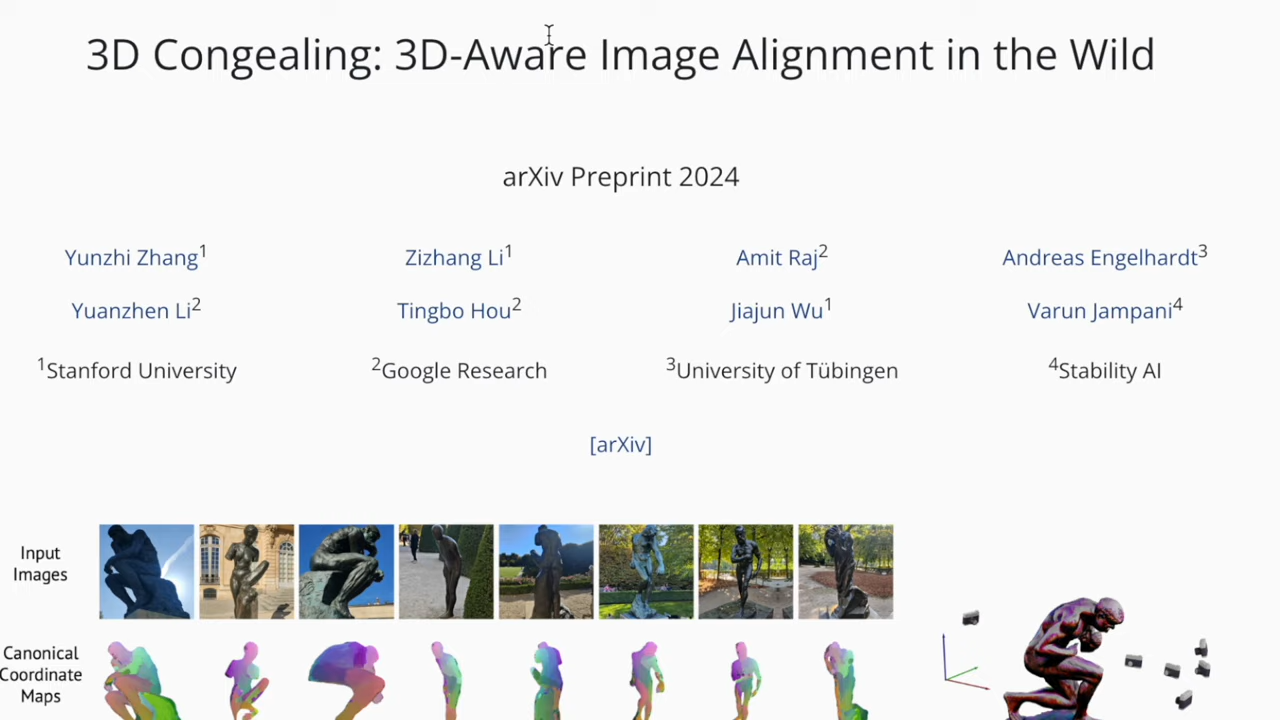 3D Congealing: 3D-Aware Image Alignment in the Wild
arXiv Preprint 2024
Yunzhi Zhang1 Zizhang Li1 Amit Raj2 Andreas Engelhardt3
Yuanzhen Li2 Tingbo Hou2 Jiajun Wu1 Varun Jampani4
1Stanford University 2Google Research 3University of Tübingen 4Stability AI
[arXiv]
Input
Images
Canonical
Coordinate
Maps